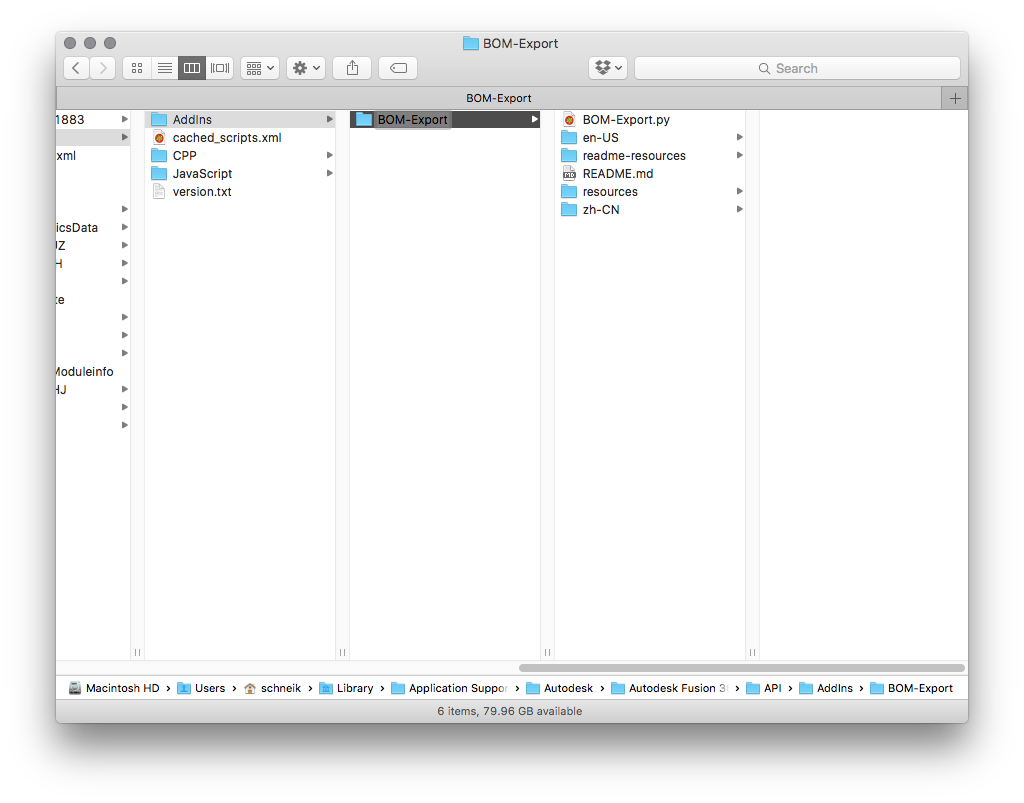 BOM-Export
Search
BOM-Export
1883
xml
icsData
JZ
H
te
Moduleinfo
HJ
AddIns
cached_scripts.xml
CPP
JavaScript
version.txt
BOM-Export
BOM-Export.py
en-US
readme-resources
README.md
resources
zh-CN
Macintosh HD › Users › schneik › Library › Application Suppor › Autodesk › Autodesk Fusion 3 › API › AddIns › BOM-Export
6 items, 79.96 GB available